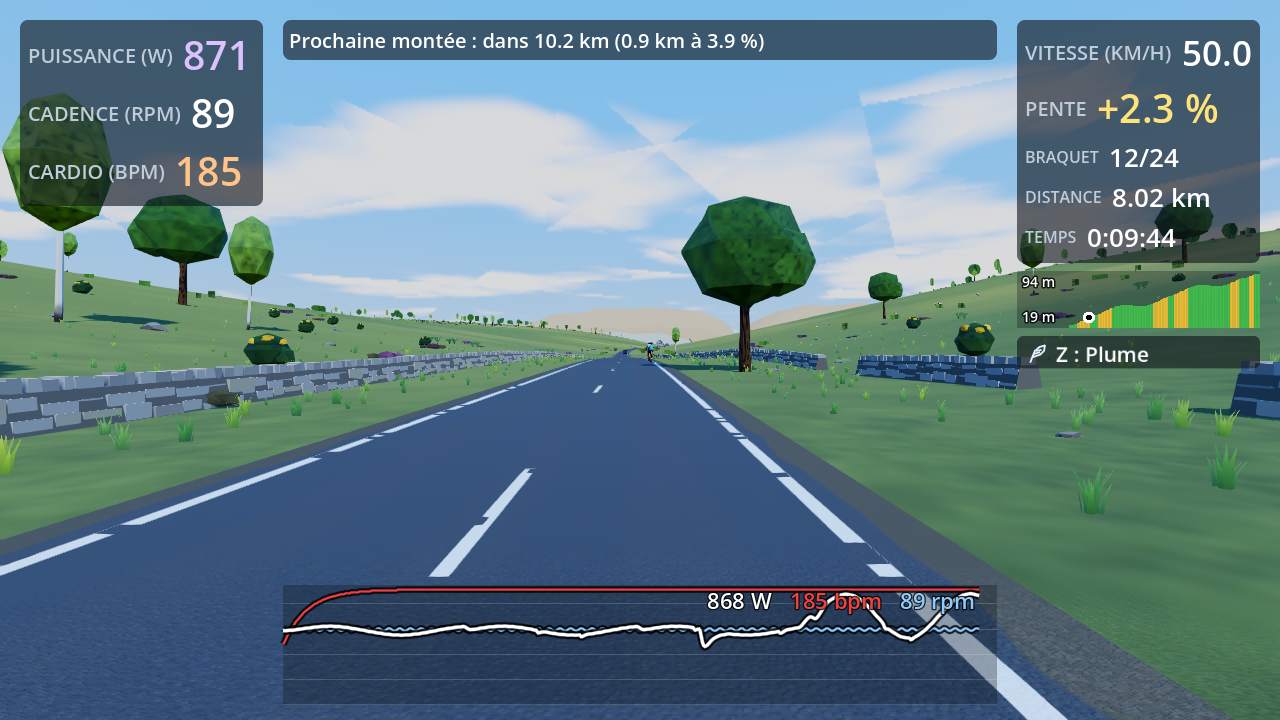 PUISSANCE (W) 871
CADENCE (RPM) 89
CARDIO (BPM) 185
Prochaine montée : dans 10.2 km (0.9 km à 3.9 %)
VITESSE (KM/H) 50.0
PENTE +2.3 %
BRAQUET 12/24
DISTANCE 8.02 km
TEMPS 0:09:44
94 m
19 m
Z : Plume
868 W 185 bpm 89 rpm